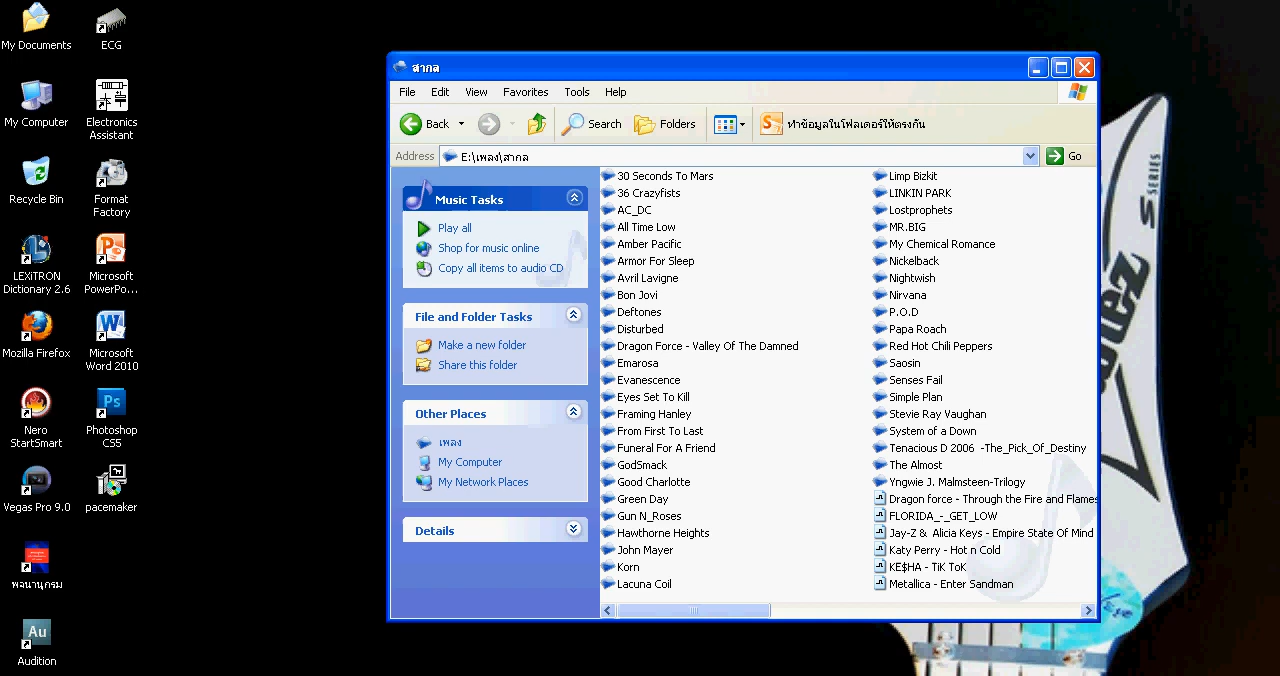 My Documents
ECG
My Computer
Electronics
Assistant
Recycle Bin
Format
Factory
LEXiTRON
Dictionary 2.6
Microsoft
PowerPo...
Mozilla Firefox
Microsoft
Word 2010
Nero
StartSmart
Ps
Photoshop
CS5
Vegas Pro 9.0
pacemaker
พจนานุกรม
Au
Audition
สากล
File Edit View Favorites Tools Help
Back Search Folders ทำข้อมูลในโฟลเดอร์ให้ตรงกัน
Address E:\เพลง\สากล Go
Music Tasks
Play all
Shop for music online
Copy all items to audio CD
File and Folder Tasks
Make a new folder
Share this folder
Other Places
เพลง
My Computer
My Network Places
Details
30 Seconds To Mars
36 Crazyfists
AC_DC
All Time Low
Amber Pacific
Armor For Sleep
Avril Lavigne
Bon Jovi
Deftones
Disturbed
Dragon Force - Valley Of The Damned
Emarosa
Evanescence
Eyes Set To Kill
Framing Hanley
From First To Last
Funeral For A Friend
GodSmack
Good Charlotte
Green Day
Gun N_Roses
Hawthorne Heights
John Mayer
Korn
Lacuna Coil
Limp Bizkit
LINKIN PARK
Lostprophets
MR.BIG
My Chemical Romance
Nickelback
Nightwish
Nirvana
P.O.D
Papa Roach
Red Hot Chili Peppers
Saosin
Senses Fail
Simple Plan
Stevie Ray Vaughan
System of a Down
Tenacious D 2006 -The_Pick_Of_Destiny
The Almost
Yngwie J. Malmsteen-Trilogy
Dragon force - Through the Fire and Flames
FLORIDA_-_GET_LOW
Jay-Z & Alicia Keys - Empire State Of Mind
Katy Perry - Hot n Cold
KE$HA - TiK ToK
Metallica - Enter Sandman
S SERIES